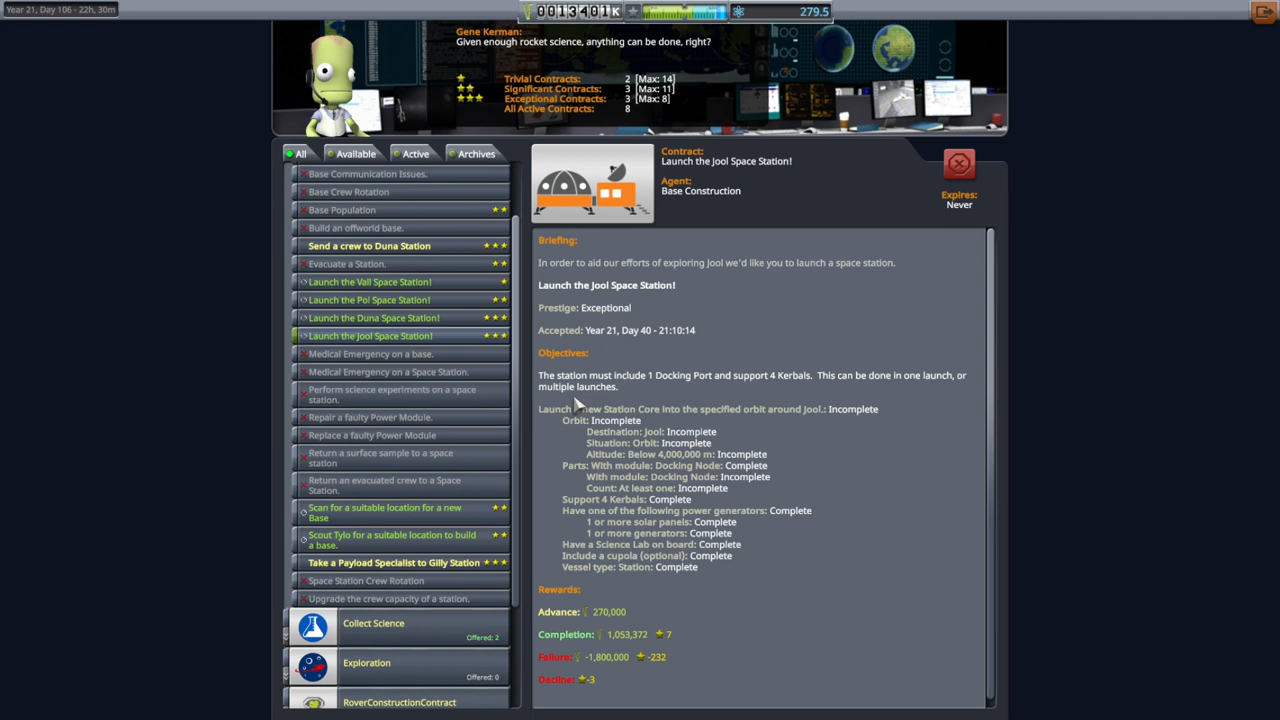 Year 21, Day 106 - 22h, 30m
0013401K
279.5
Gene Kerman:
Given enough rocket science, anything can be done, right?
Trivial Contracts: 2 [Max: 14]
Significant Contracts: 3 [Max: 11]
Exceptional Contracts: 3 [Max: 8]
All Active Contracts: 8
All Available Active Archives
Base Communication Issues.
Base Crew Rotation
Base Population
Build an offworld base.
Send a crew to Duna Station
Evacuate a Station.
Launch the Vall Space Station!
Launch the Pol Space Station!
Launch the Duna Space Station!
Launch the Jool Space Station!
Medical Emergency on a base.
Medical Emergency on a Space Station.
Perform science experiments on a space
station.
Repair a faulty Power Module.
Replace a faulty Power Module
Return a surface sample to a space
station
Return an evacuated crew to a Space
Station.
Scan for a suitable location for a new
Base
Scout Tylo for a suitable location to build
a base.
Take a Payload Specialist to Gilly Station
Space Station Crew Rotation
Upgrade the crew capacity of a station.
Collect Science
Offered: 2
Exploration
Offered: 0
RoverConstructionContract
Contract:
Launch the Jool Space Station!
Agent:
Base Construction
Expires:
Never
Briefing:
In order to aid our efforts of exploring Jool we'd like you to launch a space station.
Launch the Jool Space Station!
Prestige: Exceptional
Accepted: Year 21, Day 40 - 21:10:14
Objectives:
The station must include 1 Docking Port and support 4 Kerbals. This can be done in one launch, or
multiple launches.
Launch new Station Core into the specified orbit around Jool.: Incomplete
Orbit: Incomplete
Destination: Jool: Incomplete
Situation: Orbit: Incomplete
Altitude: Below 4,000,000 m: Incomplete
Parts: With module: Docking Node: Complete
With module: Docking Node: Incomplete
Count: At least one: Incomplete
Support 4 Kerbals: Complete
Have one of the following power generators: Complete
1 or more solar panels: Complete
1 or more generators: Complete
Have a Science Lab on board: Complete
Include a cupola (optional): Complete
Vessel type: Station: Complete
Rewards:
Advance: 270,000
Completion: 1,053,372 7
Failure: -1,800,000 -232
Decline: -3